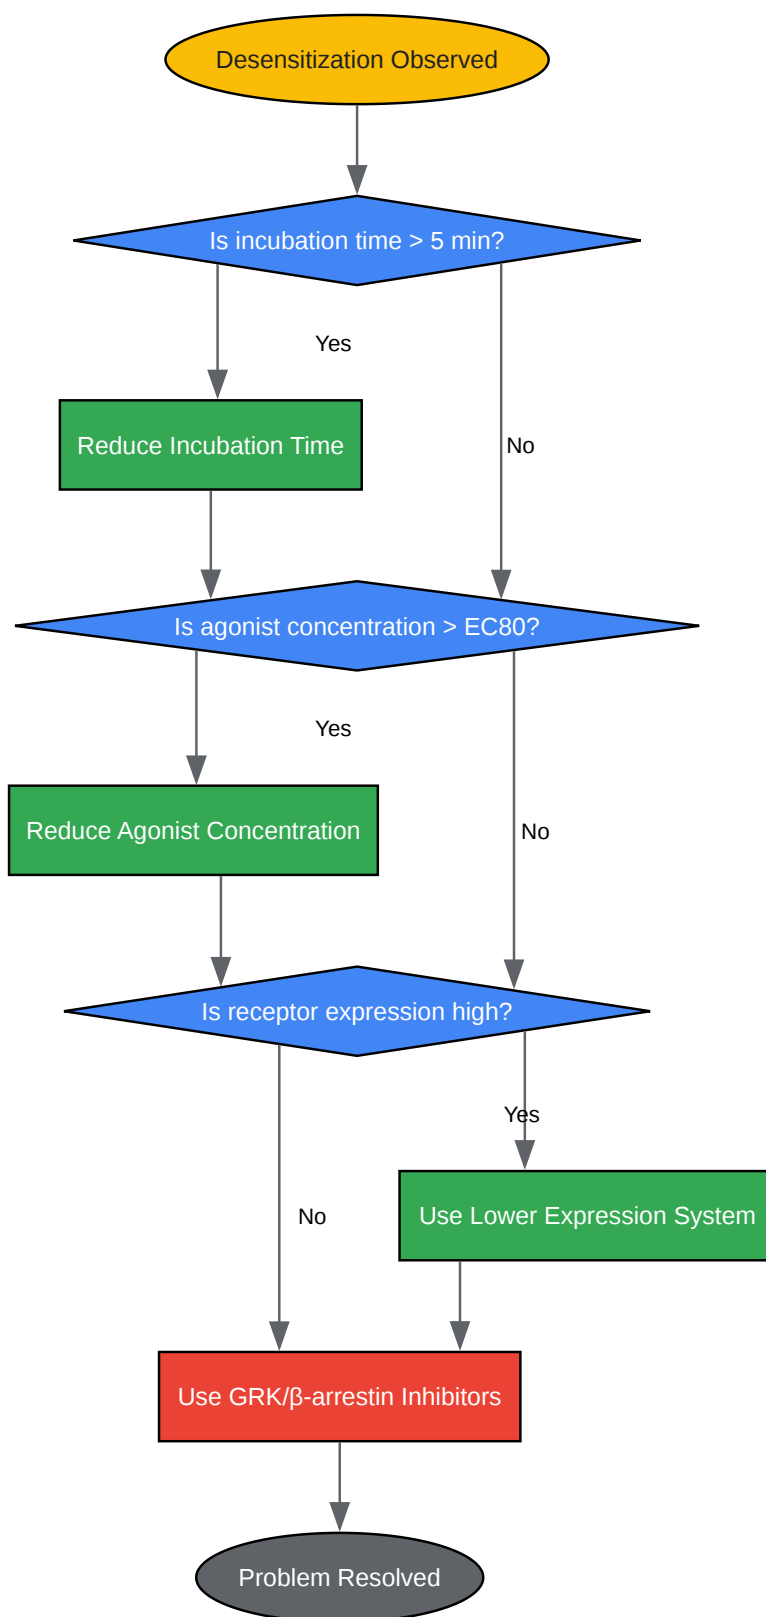 Desensitization Observed
Is incubation time > 5 min?
Yes
Reduce Incubation Time
No
Is agonist concentration > EC80?
Yes
Reduce Agonist Concentration
No
Is receptor expression high?
Yes
Use Lower Expression System
No
Use GRK/β-arrestin Inhibitors
Problem Resolved